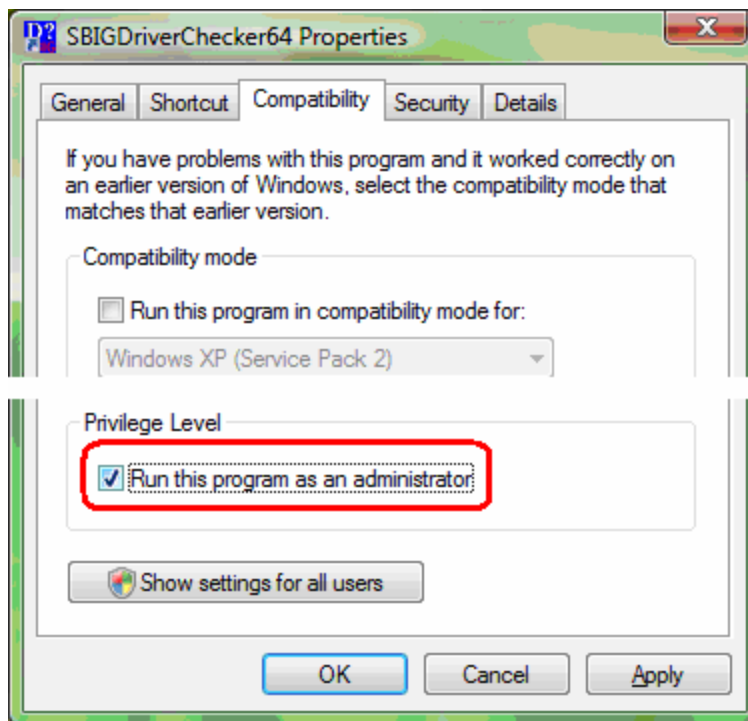 D?
SBIGDriverChecker64 Properties
General Shortcut Compatibility Security Details
If you have problems with this program and it worked correctly on
an earlier version of Windows, select the compatibility mode that
matches that earlier version.
Compatibility mode
Run this program in compatibility mode for:
Windows XP (Service Pack 2)
Privilege Level
Run this program as an administrator
Show settings for all users
OK Cancel Apply